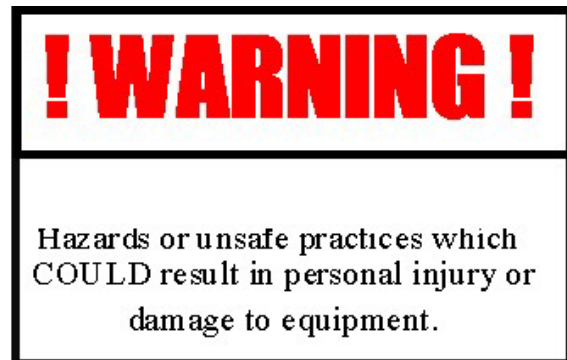 ! WARNING !
Hazards or unsafe practices which
COULD result in personal injury or
damage to equipment.